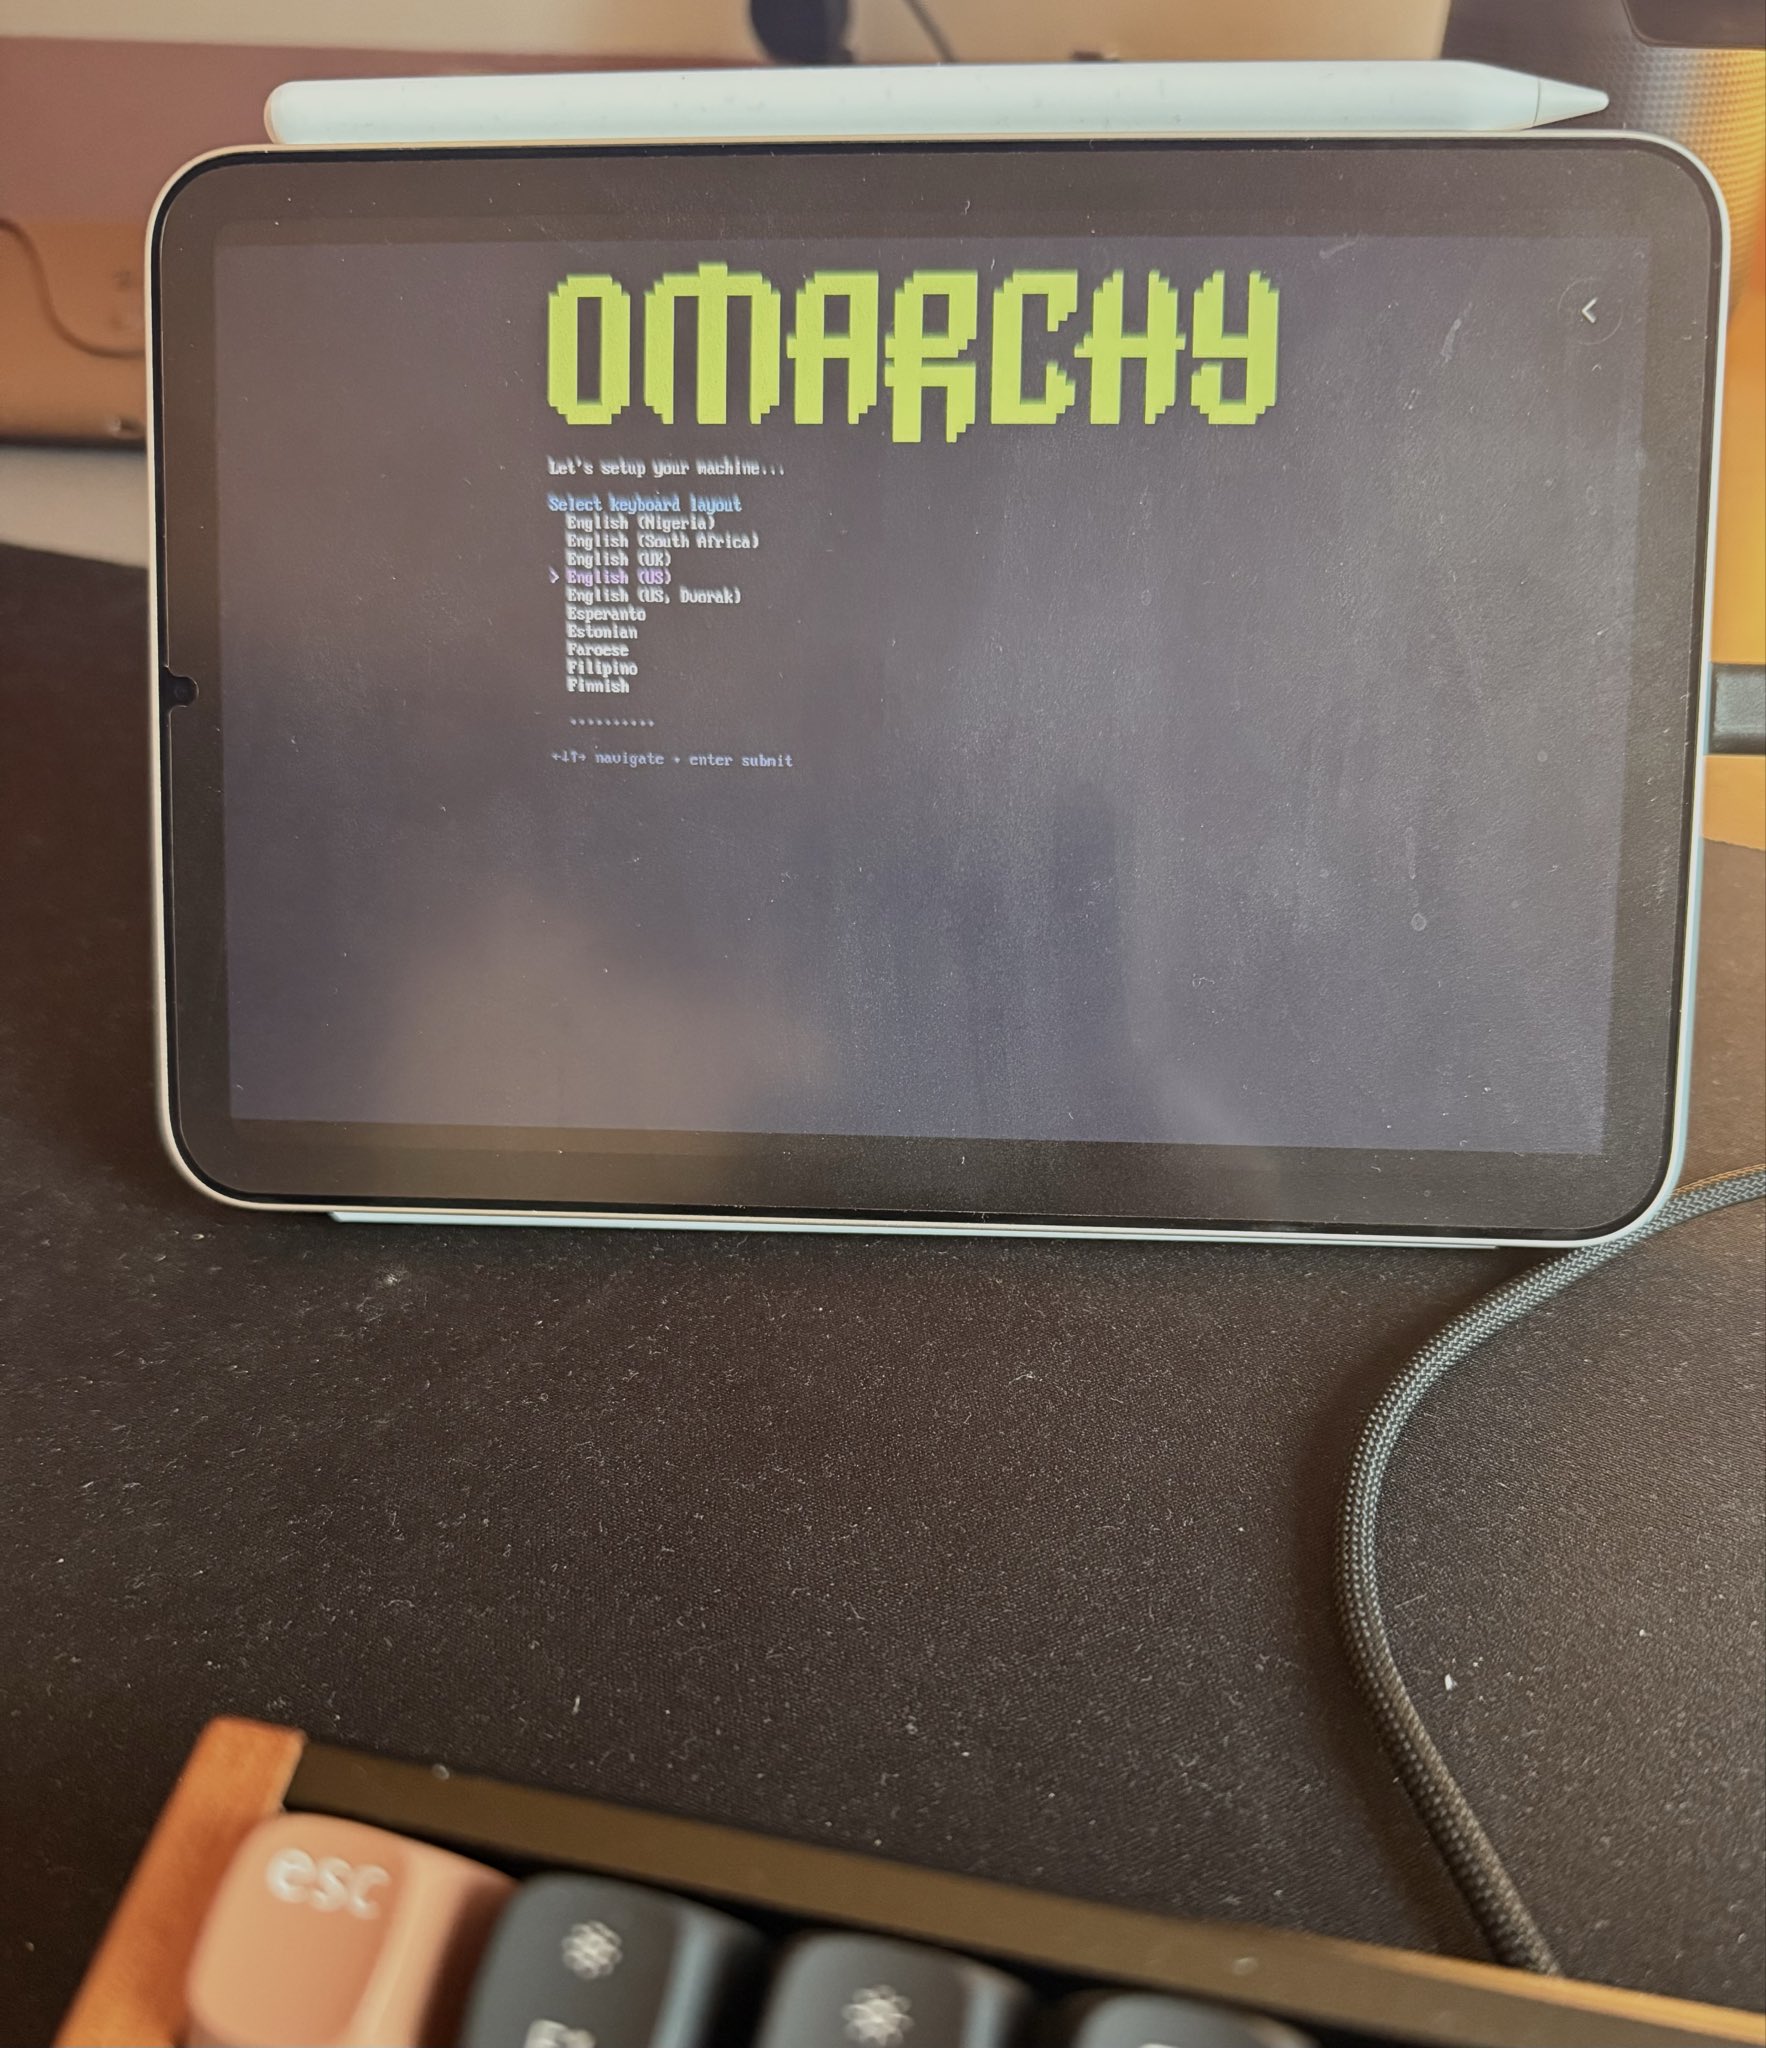 OMARCHY
Let's setup your machine...
Select keyboard layout
English (Nigeria)
English (South Africa)
English (UK)
> English (US)
English (US, Dvorak)
Esperanto
Estonian
Faroese
Filipino
Finnish
••••••••••
←↓↑→ navigate • enter submit
esc